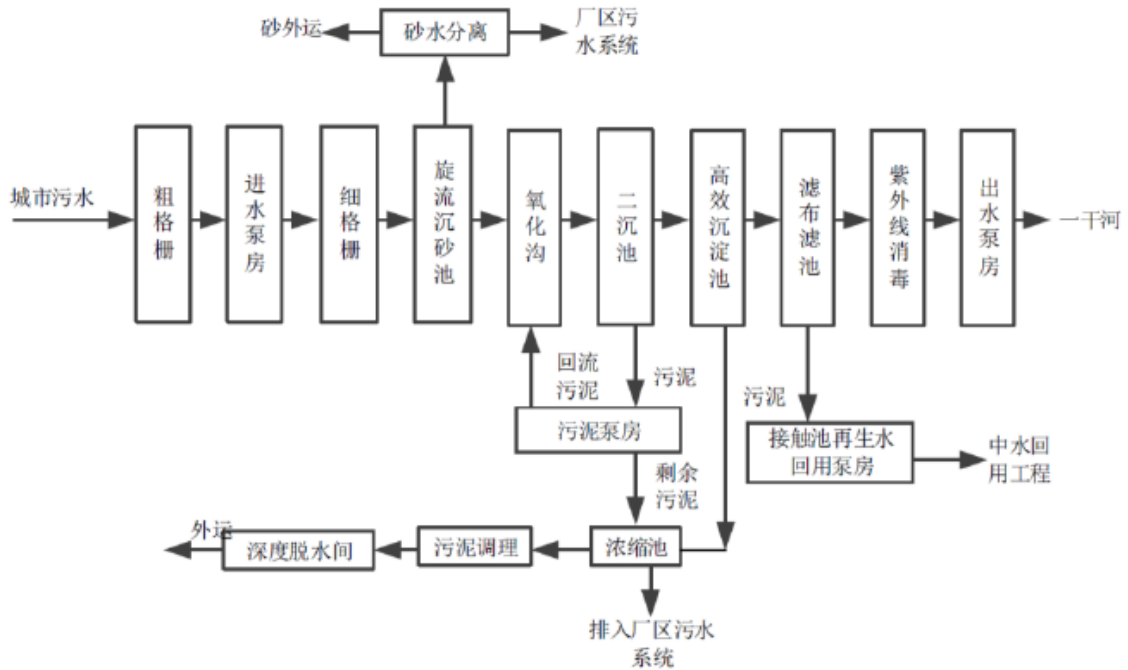 砂外运
砂水分离
厂区污
水系统
城市污水
粗格栅
进水泵房
细格栅
旋流沉砂池
氧化沟
二沉池
高效沉淀池
滤布滤池
紫外线消毒
出水泵房
一干河
回流
污泥
污泥
污泥
污泥泵房
接触池再生水
回用泵房
中水回
用工程
剩余
污泥
外运
深度脱水间
污泥调理
浓缩池
排入厂区污水
系统